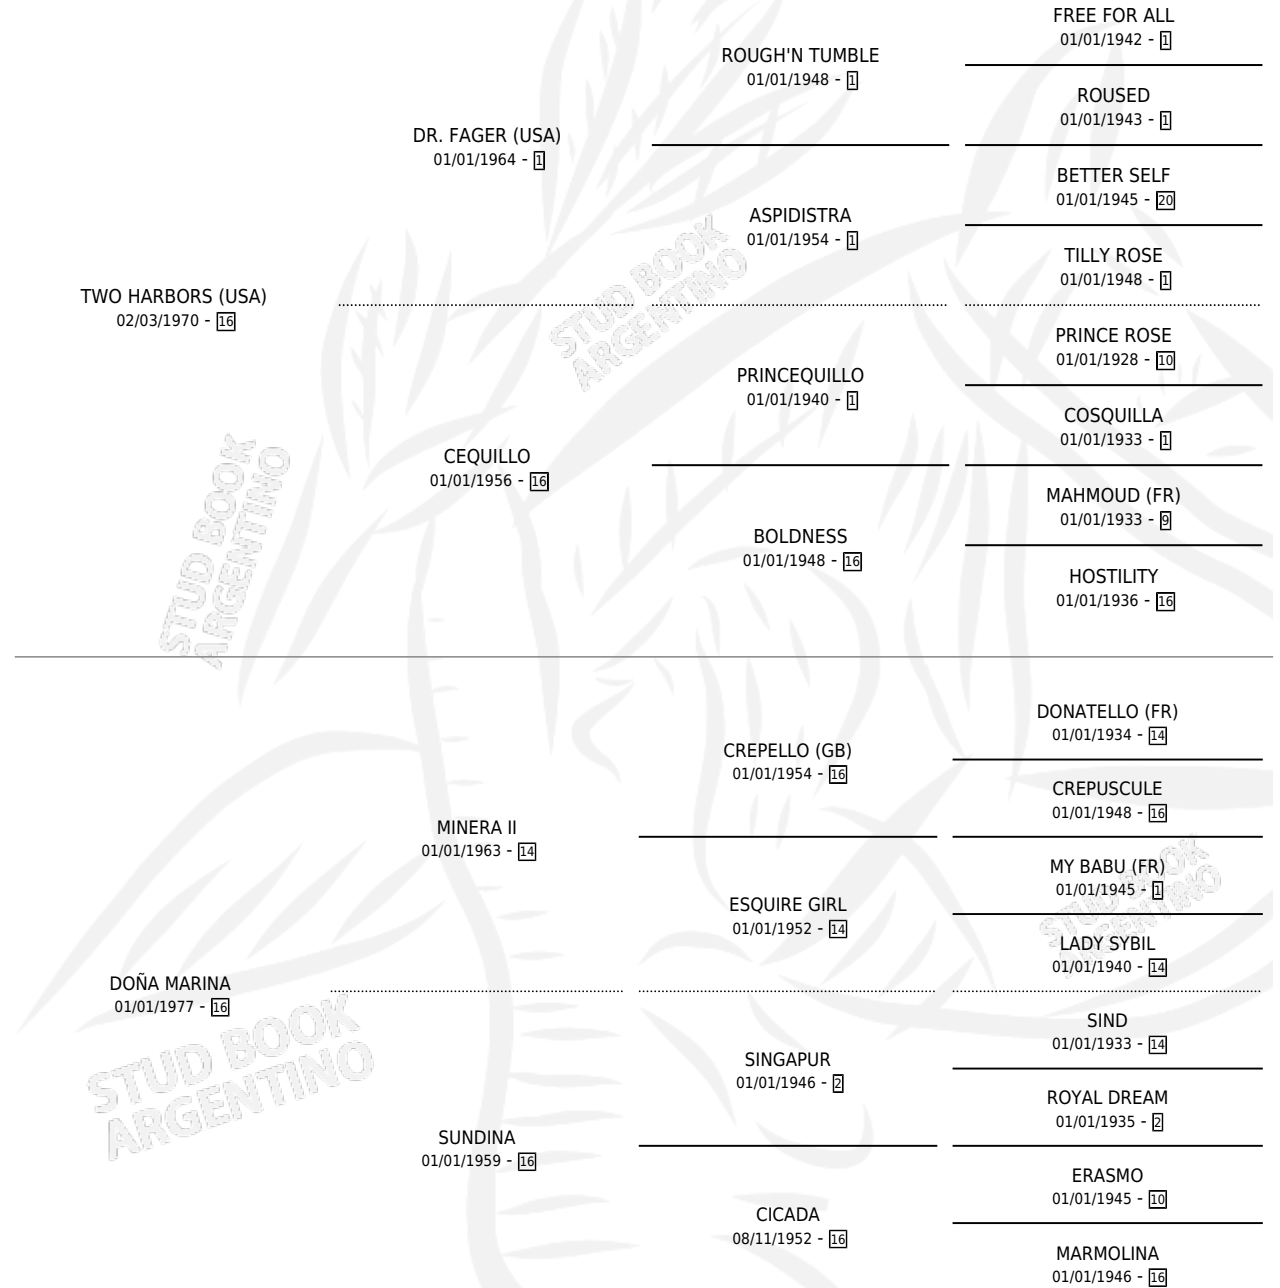 FREE FOR ALL
01/01/1942 - 1
ROUGH'N TUMBLE
01/01/1948 - 1
ROUSED
01/01/1943 - 1
DR. FAGER (USA)
01/01/1964 - 1
BETTER SELF
01/01/1945 - 20
ASPIDISTRA
01/01/1954 - 1
TILLY ROSE
01/01/1948 - 1
TWO HARBORS (USA)
02/03/1970 - 16
PRINCE ROSE
01/01/1928 - 10
PRINCEQUILLO
01/01/1940 - 1
COSQUILLA
01/01/1933 - 1
CEQUILLO
01/01/1956 - 16
MAHMOUD (FR)
01/01/1933 - 9
BOLDNESS
01/01/1948 - 16
HOSTILITY
01/01/1936 - 16
DONATELLO (FR)
01/01/1934 - 14
CREPELLO (GB)
01/01/1954 - 16
CREPUSCULE
01/01/1948 - 16
MINERA II
01/01/1963 - 14
MY BABU (FR)
01/01/1945 - 1
ESQUIRE GIRL
01/01/1952 - 14
LADY SYBIL
01/01/1940 - 14
DOÑA MARINA
01/01/1977 - 16
SIND
01/01/1933 - 14
SINGAPUR
01/01/1946 - 2
ROYAL DREAM
01/01/1935 - 2
SUNDINA
01/01/1959 - 16
ERASMO
01/01/1945 - 10
CICADA
08/11/1952 - 16
MARMOLINA
01/01/1946 - 16
STUD BOOK
ARGENTINO
STUD BOOK
ARGENTINO
STUD BOOK
ARGENTINO
STUD BOOK
ARGENTINO